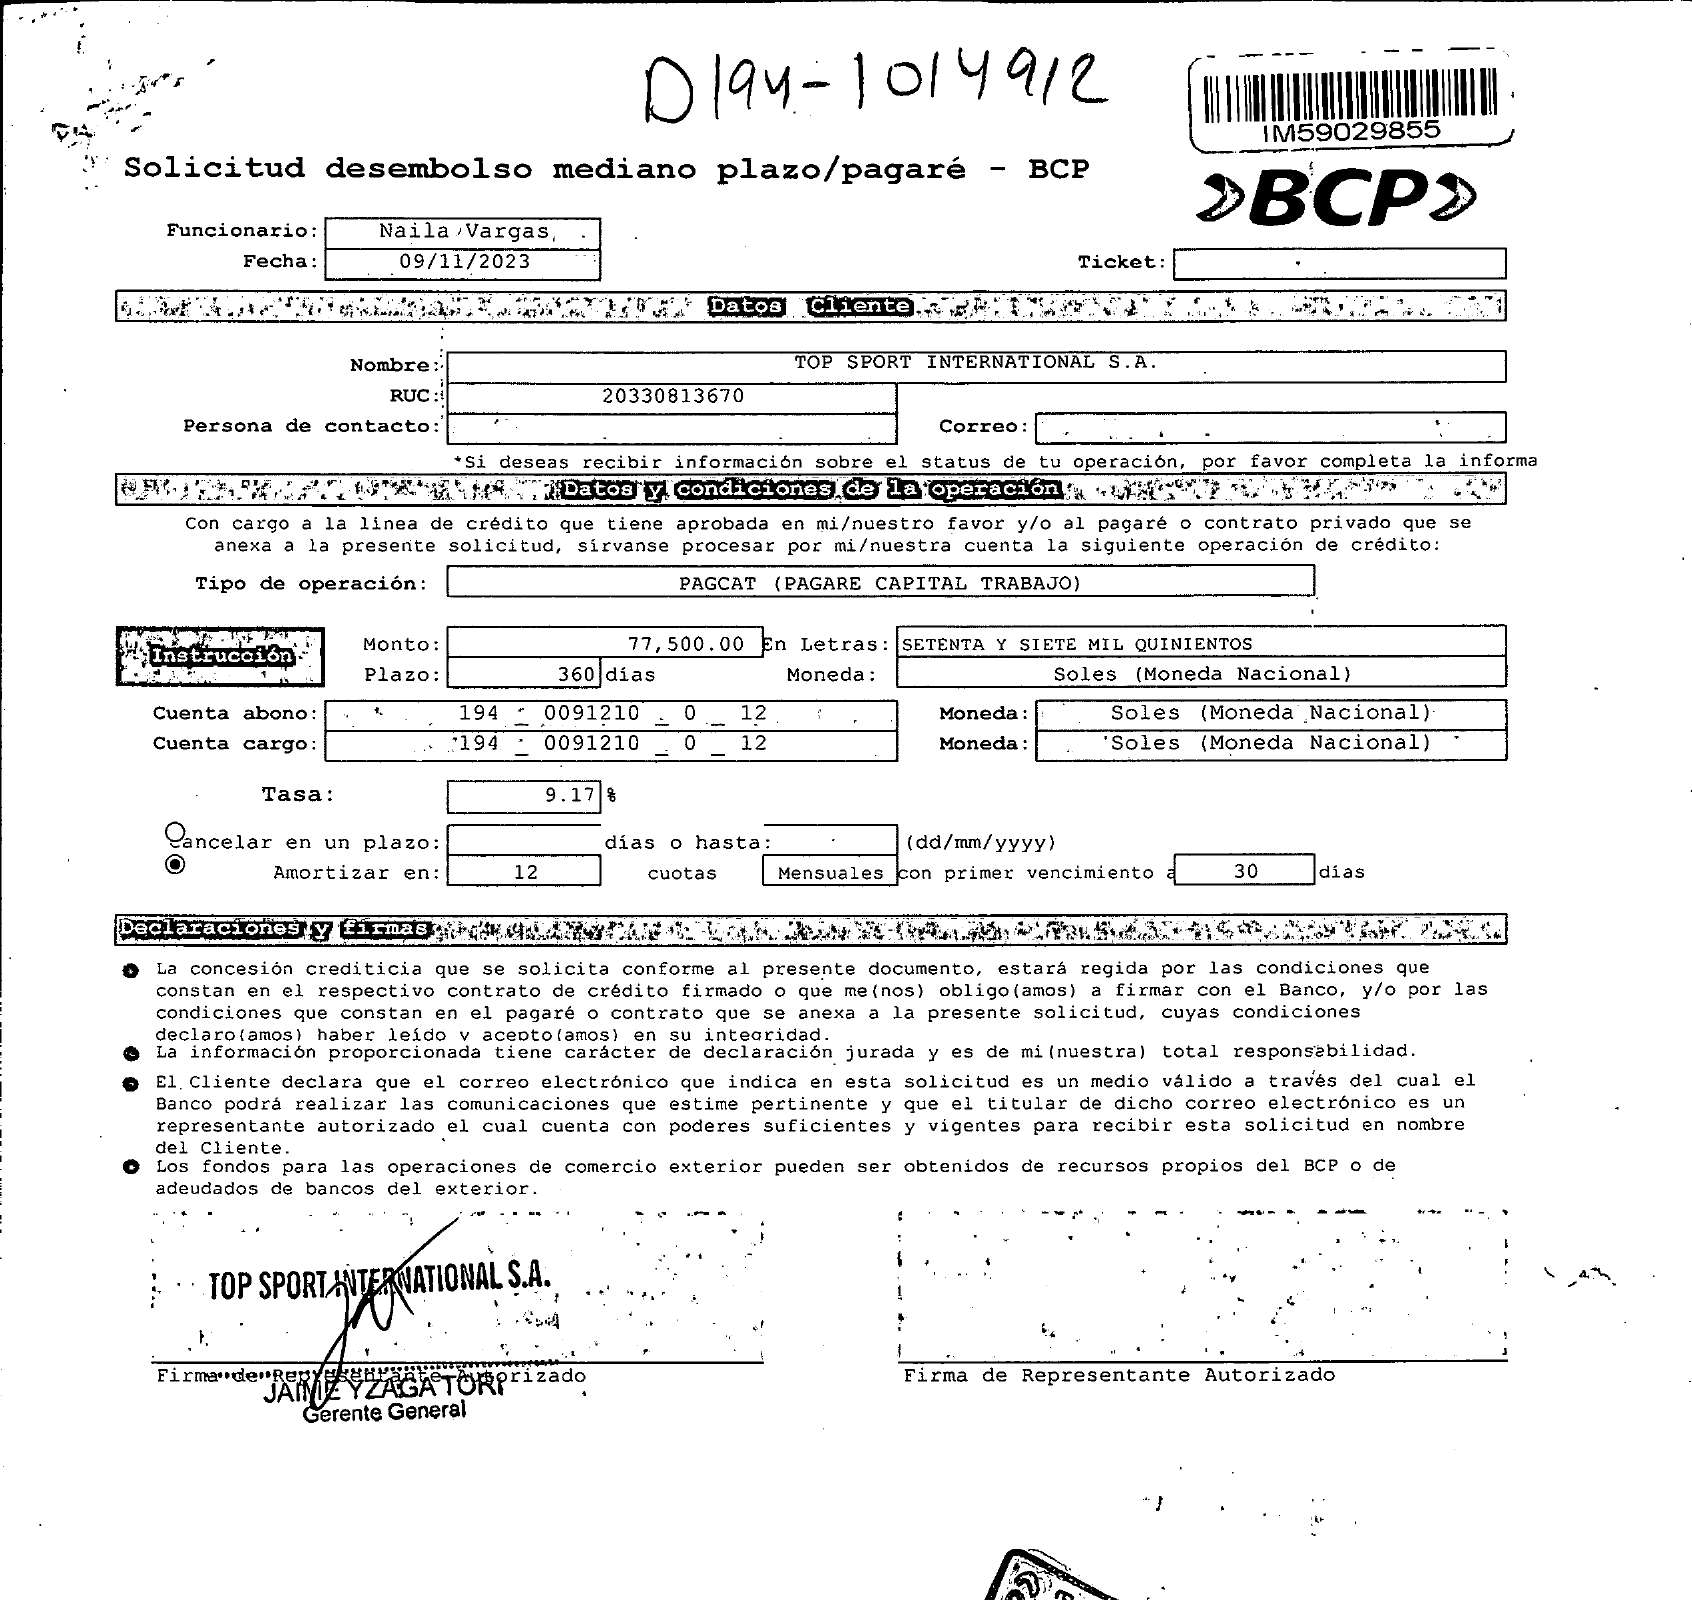 D194-1014912
IM59029855
Solicitud desembolso mediano plazo/pagaré - BCP
BCP
Funcionario: Naila Vargas
Fecha: 09/11/2023
Ticket:
Datos Cliente
Nombre: TOP SPORT INTERNATIONAL S.A.
RUC: 20330813670
Persona de contacto: Correo:
*Si deseas recibir información sobre el status de tu operación, por favor completa la informa
Datos y condiciones de la operación
Con cargo a la linea de crédito que tiene aprobada en mi/nuestro favor y/o al pagaré o contrato privado que se
anexa a la presente solicitud, sírvanse procesar por mi/nuestra cuenta la siguiente operación de crédito:
Tipo de operación: PAGCAT (PAGARE CAPITAL TRABAJO)
Instrucción
Monto: 77,500.00 En Letras: SETENTA Y SIETE MIL QUINIENTOS
Plazo: 360 días Moneda: Soles (Moneda Nacional)
Cuenta abono: 194 - 0091210 - 0 - 12 Moneda: Soles (Moneda Nacional)
Cuenta cargo: 194 - 0091210 - 0 - 12 Moneda: Soles (Moneda Nacional)
Tasa: 9.17 %
Cancelar en un plazo: días o hasta: (dd/mm/yyyy)
Amortizar en: 12 cuotas Mensuales con primer vencimiento a 30 días
Declaraciones y firmas
La concesión crediticia que se solicita conforme al presente documento, estará regida por las condiciones que
constan en el respectivo contrato de crédito firmado o que me(nos) obligo(amos) a firmar con el Banco, y/o por las
condiciones que constan en el pagaré o contrato que se anexa a la presente solicitud, cuyas condiciones
declaro(amos) haber leído y acepto(amos) en su integridad.
La información proporcionada tiene carácter de declaración jurada y es de mi(nuestra) total responsabilidad.
El Cliente declara que el correo electrónico que indica en esta solicitud es un medio válido a través del cual el
Banco podrá realizar las comunicaciones que estime pertinente y que el titular de dicho correo electrónico es un
representante autorizado el cual cuenta con poderes suficientes y vigentes para recibir esta solicitud en nombre
del Cliente.
Los fondos para las operaciones de comercio exterior pueden ser obtenidos de recursos propios del BCP o de
adeudados de bancos del exterior.
TOP SPORT INTERNATIONAL S.A.
Firma de Representante Autorizado Firma de Representante Autorizado
JAIME YZAGA TORI
Gerente General